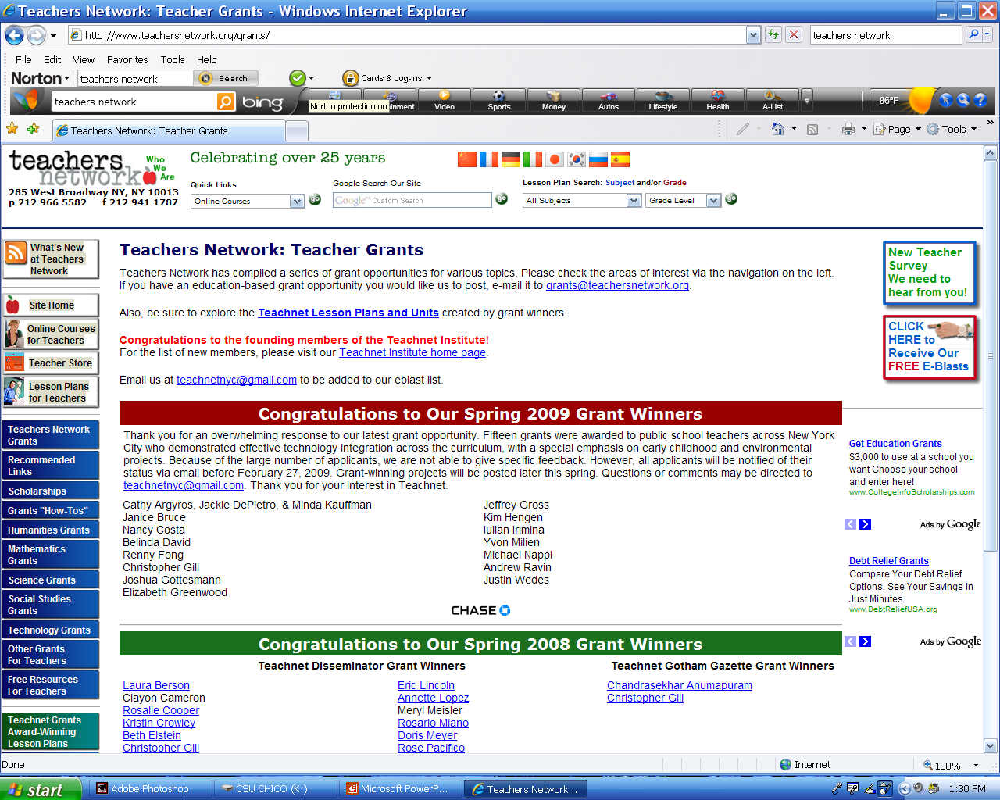 Teachers Network: Teacher Grants - Windows Internet Explorer
http://www.teachersnetwork.org/grants/
teachers network
File Edit View Favorites Tools Help
Norton
teachers network
Search
Cards & Log-ins
teachers network
bing
Norton protection on
inment
Video
Sports
Money
Autos
Lifestyle
Health
A-List
86°F
Teachers Network: Teacher Grants
Page
Tools
teachers
network
Who
We
Are
285 West Broadway NY, NY 10013
p 212 966 5582 f 212 941 1787
Celebrating over 25 years
Quick Links
Online Courses
go
Google Search Our Site
Google™ Custom Search
go
Lesson Plan Search: Subject and/or Grade
All Subjects
Grade Level
go
What's New
at Teachers
Network
Site Home
Online Courses
for Teachers
Teacher Store
Lesson Plans
for Teachers
Teachers Network
Grants
Recommended
Links
Scholarships
Grants "How-Tos"
Humanities Grants
Mathematics
Grants
Science Grants
Social Studies
Grants
Technology Grants
Other Grants
For Teachers
Free Resources
For Teachers
Teachnet Grants
Award-Winning
Lesson Plans
Teachers Network: Teacher Grants
Teachers Network has compiled a series of grant opportunities for various topics. Please check the areas of interest via the navigation on the left.
If you have an education-based grant opportunity you would like us to post, e-mail it to grants@teachersnetwork.org.
Also, be sure to explore the Teachnet Lesson Plans and Units created by grant winners.
Congratulations to the founding members of the Teachnet Institute!
For the list of new members, please visit our Teachnet Institute home page.
Email us at teachnetnyc@gmail.com to be added to our eblast list.
Congratulations to Our Spring 2009 Grant Winners
Thank you for an overwhelming response to our latest grant opportunity. Fifteen grants were awarded to public school teachers across New York
City who demonstrated effective technology integration across the curriculum, with a special emphasis on early childhood and environmental
projects. Because of the large number of applicants, we are not able to give specific feedback. However, all applicants will be notified of their
status via email before February 27, 2009. Grant-winning projects will be posted later this spring. Questions or comments may be directed to
teachnetnyc@gmail.com. Thank you for your interest in Teachnet.
Cathy Argyros, Jackie DePietro, & Minda Kauffman
Janice Bruce
Nancy Costa
Belinda David
Renny Fong
Christopher Gill
Joshua Gottesmann
Elizabeth Greenwood
Jeffrey Gross
Kim Hengen
Iulian Irimina
Yvon Milien
Michael Nappi
Andrew Ravin
Justin Wedes
CHASE
Congratulations to Our Spring 2008 Grant Winners
Teachnet Disseminator Grant Winners
Teachnet Gotham Gazette Grant Winners
Laura Berson
Clayon Cameron
Rosalie Cooper
Kristin Crowley
Beth Elstein
Christopher Gill
Eric Lincoln
Annette Lopez
Meryl Meisler
Rosario Miano
Doris Meyer
Rose Pacifico
Chandrasekhar Anumapuram
Christopher Gill
New Teacher
Survey
We need to
hear from you!
CLICK
HERE to
Receive Our
FREE E-Blasts
Get Education Grants
$3,000 to use at a school you
want Choose your school
and enter here!
www.CollegeInfoScholarships.com
Ads by Google
Debt Relief Grants
Compare Your Debt Relief
Options. See Your Savings in
Just Minutes.
www.DebtReliefUSA.org
Ads by Google
Done
Internet
100%
start
Adobe Photoshop
CSU CHICO (K:)
Microsoft PowerP...
Teachers Network...
1:30 PM